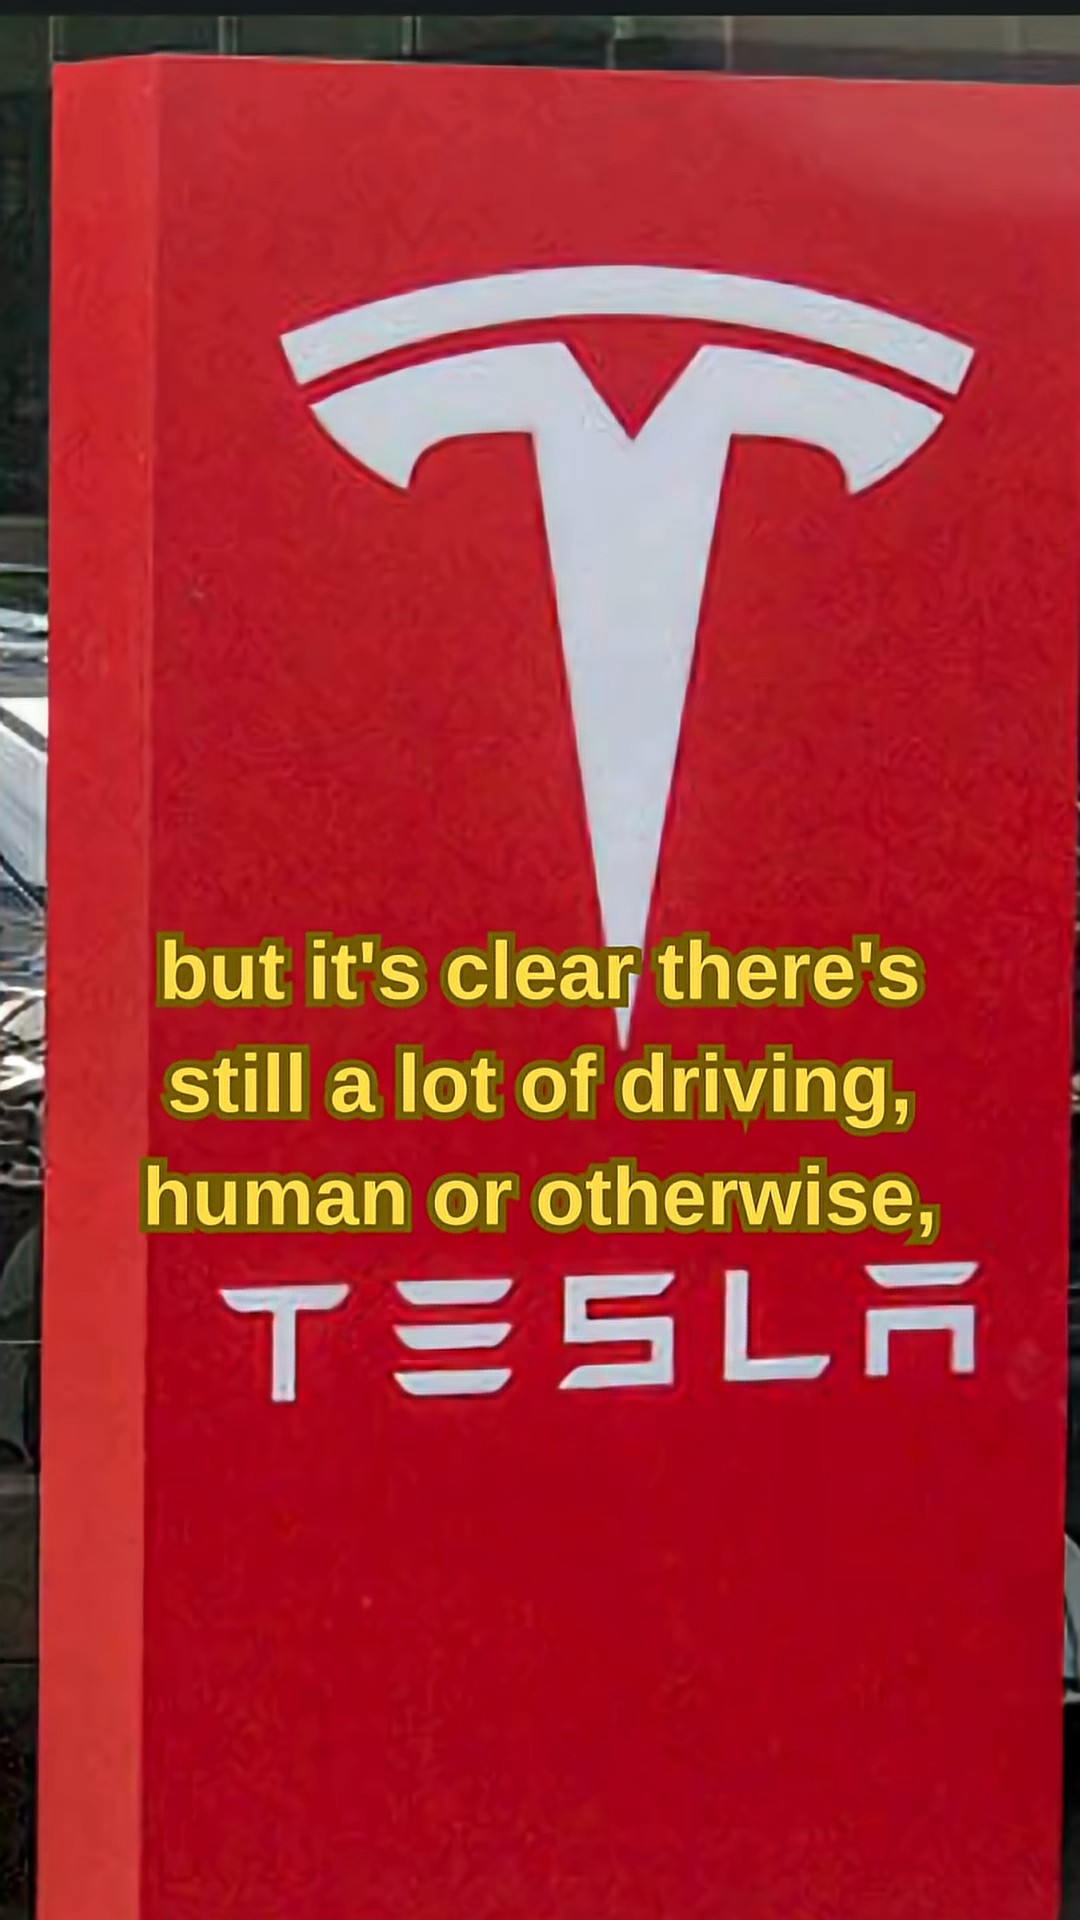 but it's clear there's
still a lot of driving,
human or otherwise,
TESLA